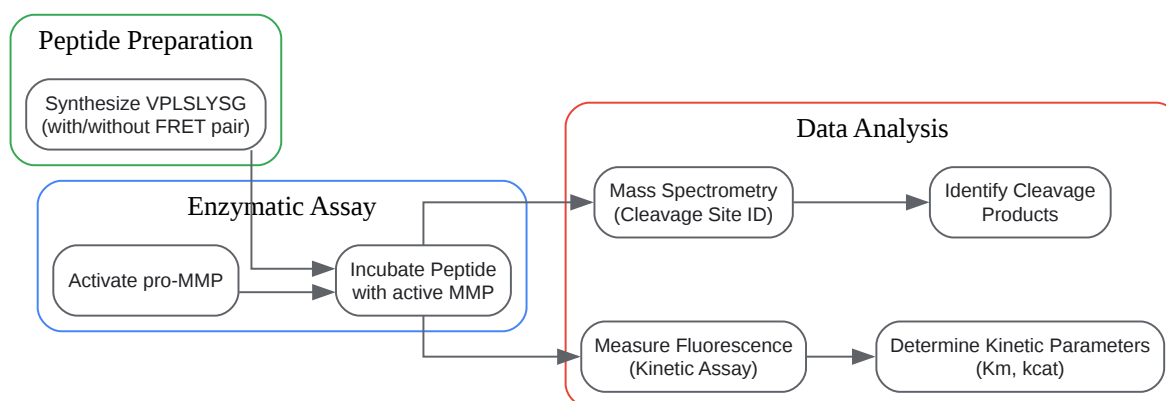 Peptide Preparation
Synthesize VPLSLYSG
(with/without FRET pair)
Enzymatic Assay
Activate pro-MMP
Incubate Peptide
with active MMP
Data Analysis
Mass Spectrometry
(Cleavage Site ID)
Identify Cleavage
Products
Measure Fluorescence
(Kinetic Assay)
Determine Kinetic Parameters
(Km, kcat)